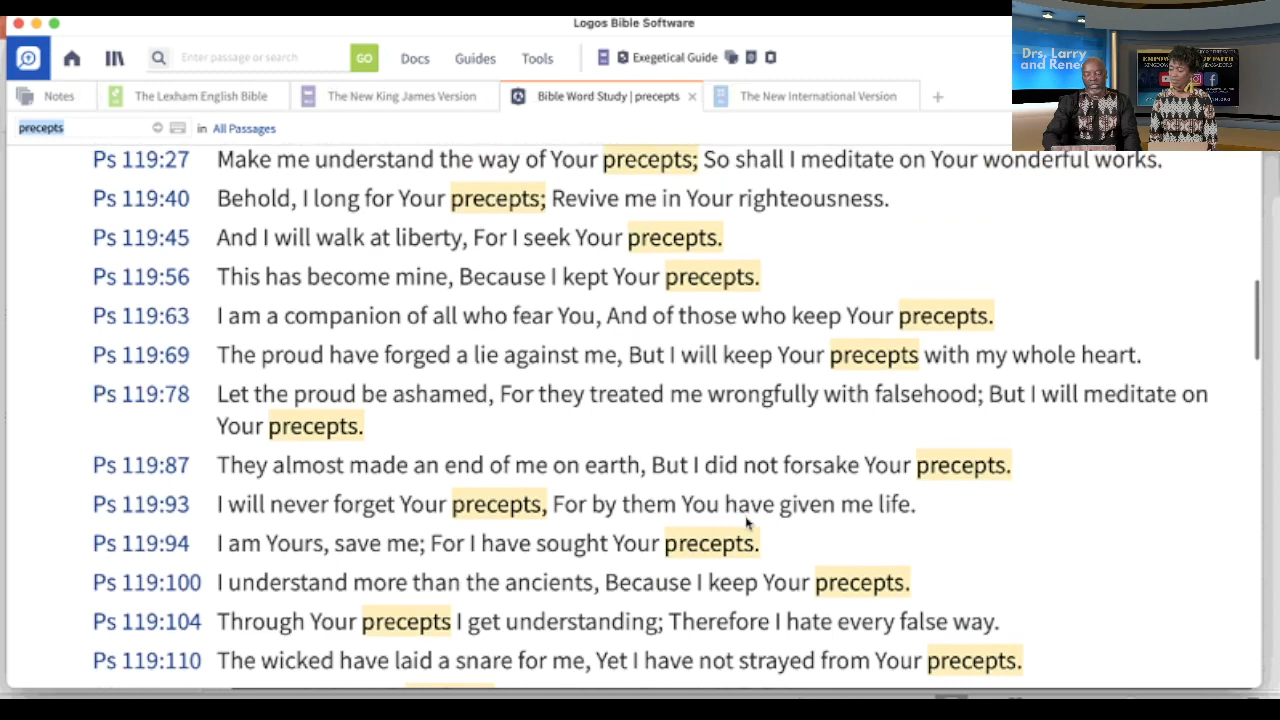 Logos Bible Software
Enter passage or search
GO
Docs
Guides
Tools
Exegetical Guide
Notes
The Lexham English Bible
The New King James Version
Bible Word Study | precepts
The New International Version
precepts
in All Passages
Drs. Larry
and Rene
Ps 119:27 Make me understand the way of Your precepts; So shall I meditate on Your wonderful works.
Ps 119:40 Behold, I long for Your precepts; Revive me in Your righteousness.
Ps 119:45 And I will walk at liberty, For I seek Your precepts.
Ps 119:56 This has become mine, Because I kept Your precepts.
Ps 119:63 I am a companion of all who fear You, And of those who keep Your precepts.
Ps 119:69 The proud have forged a lie against me, But I will keep Your precepts with my whole heart.
Ps 119:78 Let the proud be ashamed, For they treated me wrongfully with falsehood; But I will meditate on
Your precepts.
Ps 119:87 They almost made an end of me on earth, But I did not forsake Your precepts.
Ps 119:93 I will never forget Your precepts, For by them You have given me life.
Ps 119:94 I am Yours, save me; For I have sought Your precepts.
Ps 119:100 I understand more than the ancients, Because I keep Your precepts.
Ps 119:104 Through Your precepts I get understanding; Therefore I hate every false way.
Ps 119:110 The wicked have laid a snare for me, Yet I have not strayed from Your precepts.